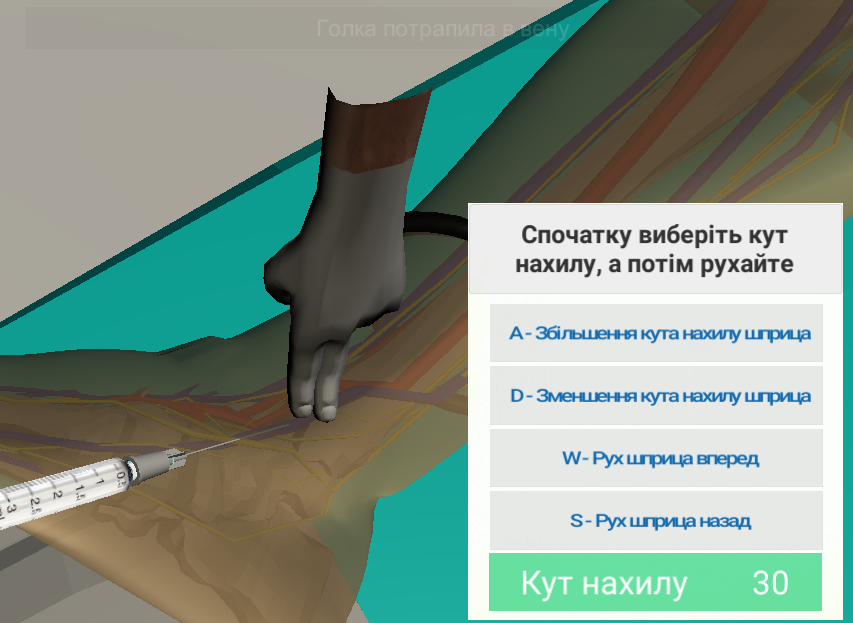 Голка потрапила в вену
Спочатку виберіть кут
нахилу, а потім рухайте
A - Збільшення кута нахилу шприца
D - Зменшення кута нахилу шприца
W - Рух шприца вперед
S - Рух шприца назад
Кут нахилу 30